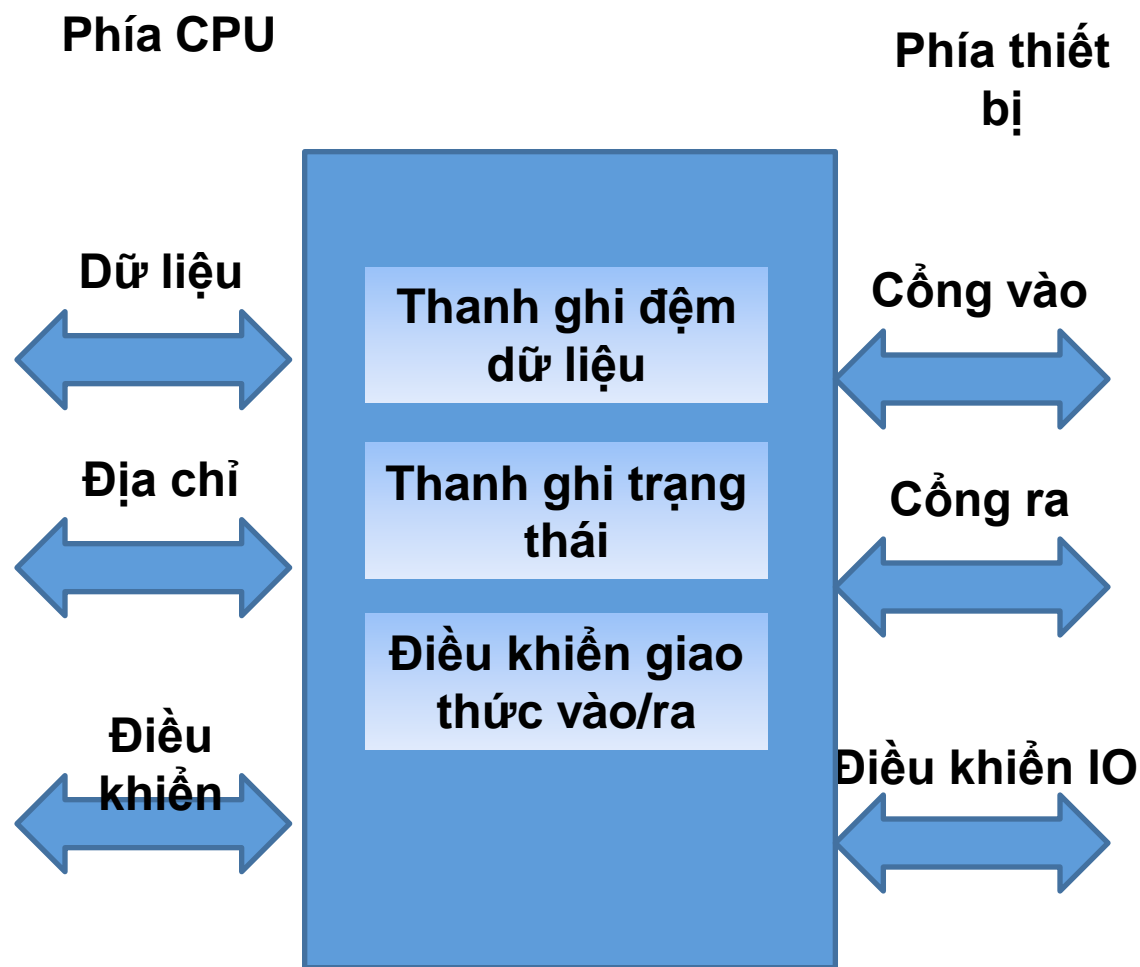 Phía CPU
Phía thiết
bị
Dữ liệu
Thanh ghi đệm
dữ liệu
Cổng vào
Địa chỉ
Thanh ghi trạng
thái
Cổng ra
Điều khiển giao
thức vào/ra
Điều
khiển
Điều khiển IO